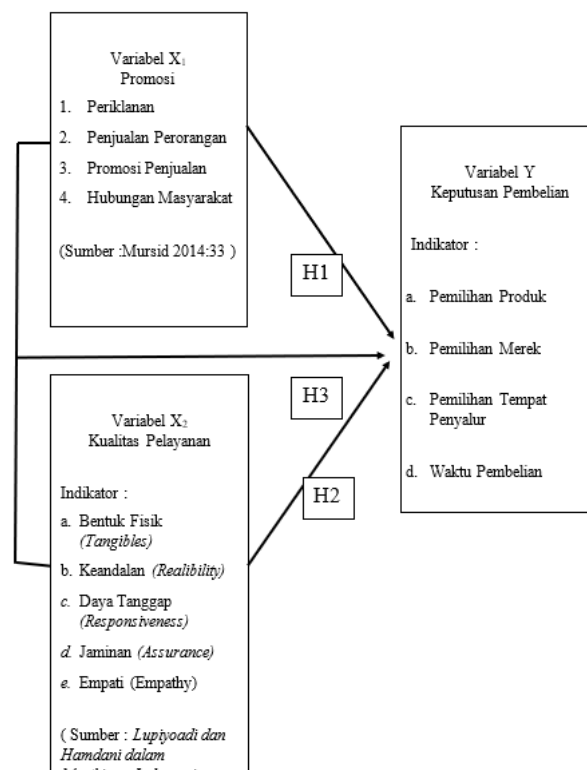 Variabel X₁
Promosi
1. Periklanan
2. Penjualan Perorangan
3. Promosi Penjualan
4. Hubungan Masyarakat
(Sumber :Mursid 2014:33 )
H1
Variabel Y
Keputusan Pembelian
Indikator :
a. Pemilihan Produk
b. Pemilihan Merek
c. Pemilihan Tempat
Penyalur
d. Waktu Pembelian
H3
H2
Variabel X₂
Kualitas Pelayanan
Indikator :
a. Bentuk Fisik
(Tangibles)
b. Keandalan (Realibility)
c. Daya Tanggap
(Responsiveness)
d. Jaminan (Assurance)
e. Empati (Empathy)
( Sumber : Lupiyoadi dan
Hamdani dalam